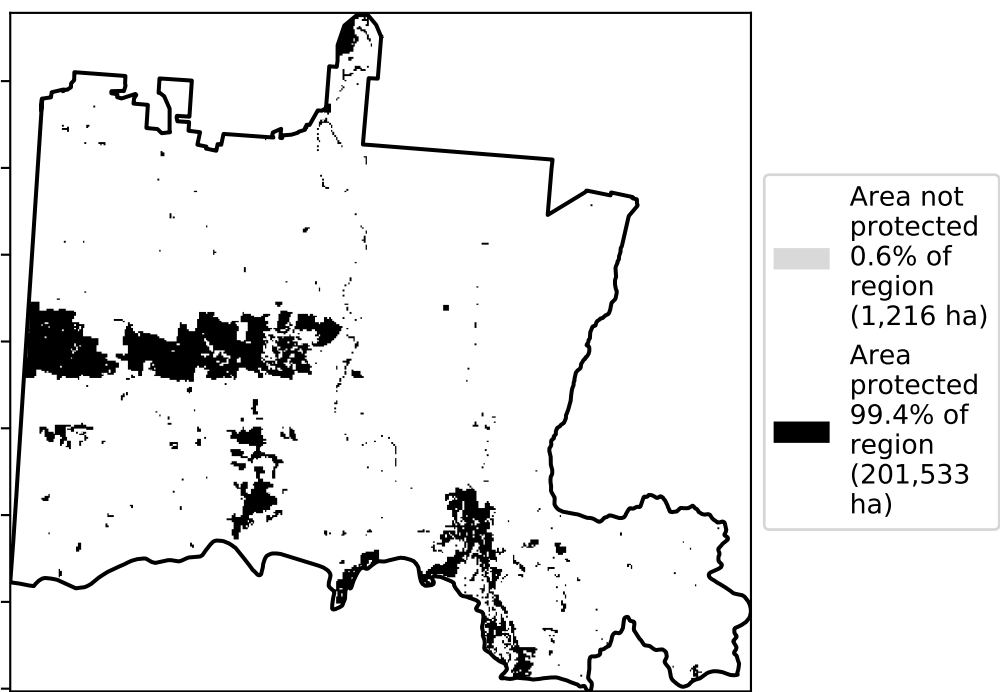 Area not
protected
0.6% of
region
(1,216 ha)
Area
protected
99.4% of
region
(201,533
ha)